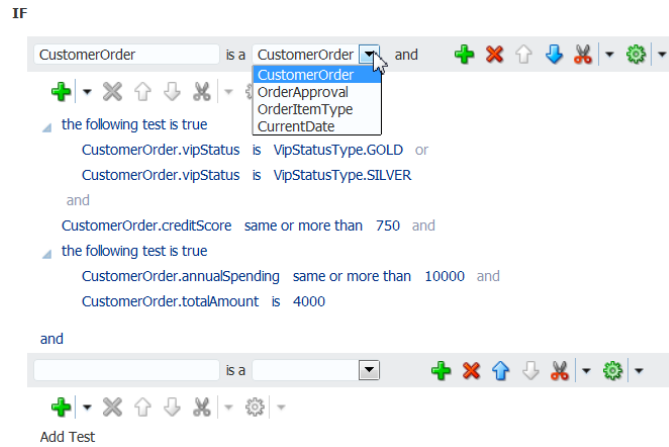 IF
CustomerOrder is a CustomerOrder and
CustomerOrder
OrderApproval
OrderItemType
CurrentDate
the following test is true
CustomerOrder.vipStatus is VipStatusType.GOLD or
CustomerOrder.vipStatus is VipStatusType.SILVER
and
CustomerOrder.creditScore same or more than 750 and
the following test is true
CustomerOrder.annualSpending same or more than 10000 and
CustomerOrder.totalAmount is 4000
and
is a
Add Test